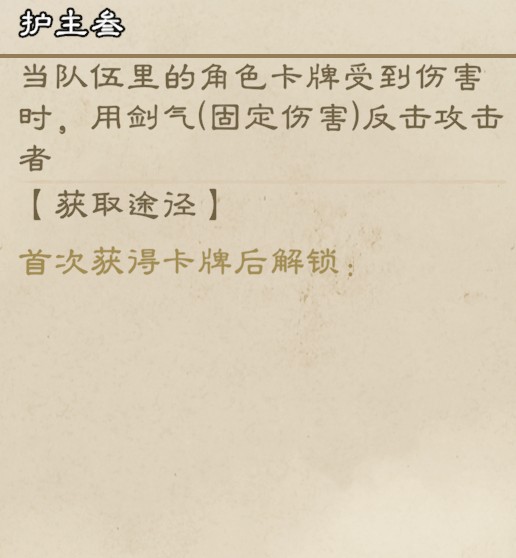 护主叁
当队伍里的角色卡牌受到伤害
时，用剑气(固定伤害)反击攻击
者
【获取途径】
首次获得卡牌后解锁；